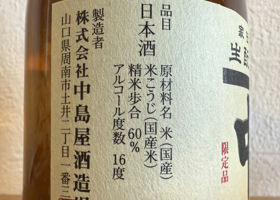 品目
日本酒
原材料名 米(国産)
米こうじ(国産米)
精米歩合 60%
アルコール度数 16度
製造者
株式会社中島屋酒造場
山口県周南市土井二丁目一番三
生
限定品